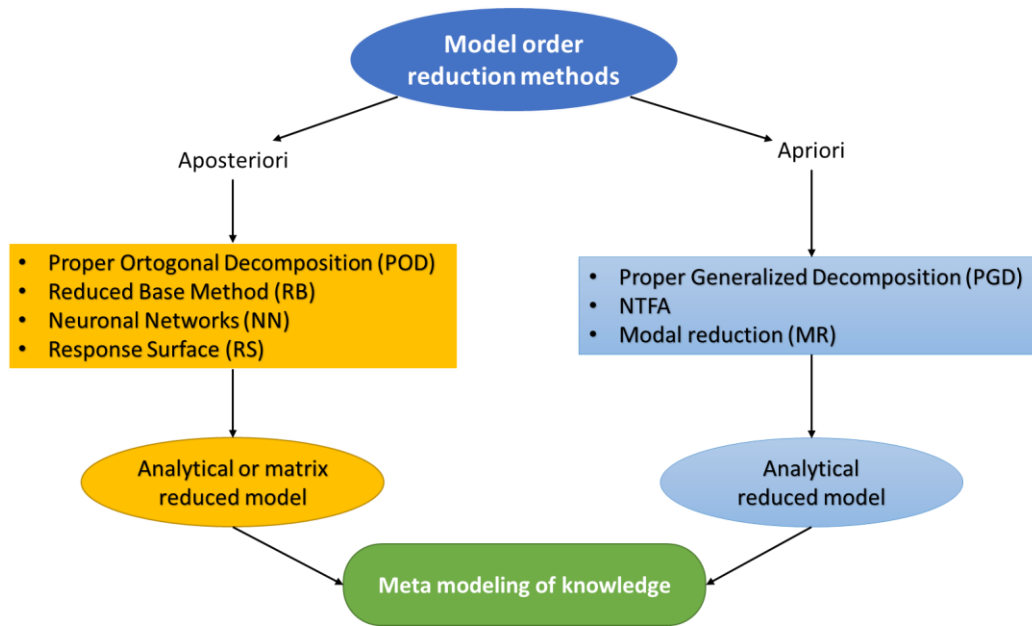 Model order
reduction methods
Aposteriori
Apriori
• Proper Ortogonal Decomposition (POD)
• Reduced Base Method (RB)
• Neuronal Networks (NN)
• Response Surface (RS)
• Proper Generalized Decomposition (PGD)
• NTFA
• Modal reduction (MR)
Analytical or matrix
reduced model
Analytical
reduced model
Meta modeling of knowledge